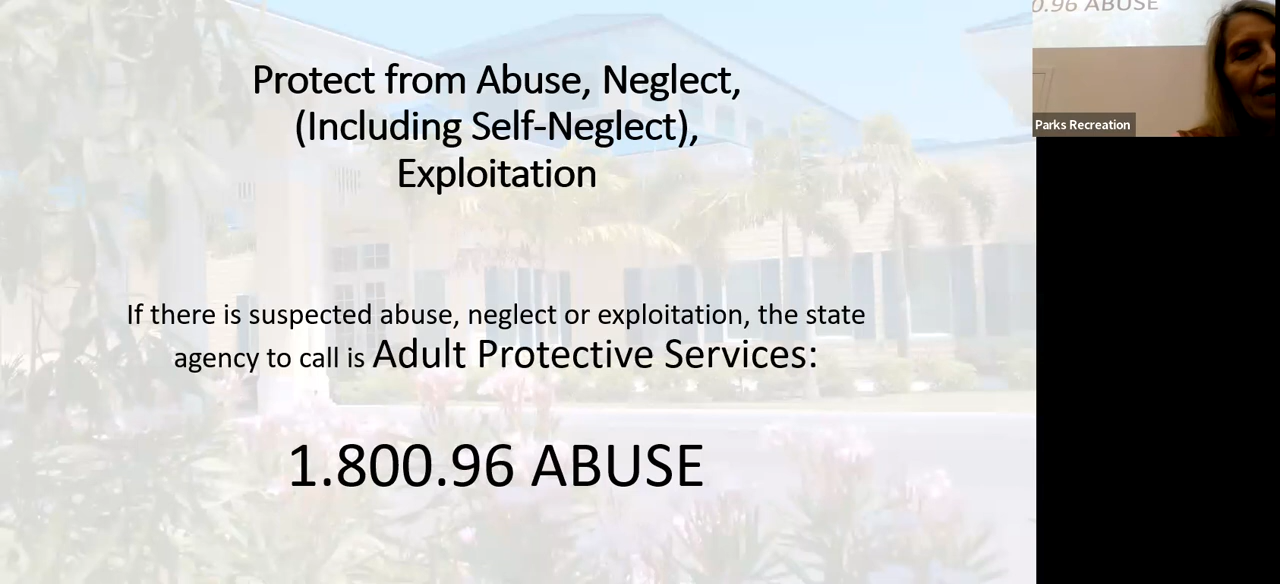 Protect from Abuse, Neglect,
(Including Self-Neglect),
Exploitation
If there is suspected abuse, neglect or exploitation, the state
agency to call is Adult Protective Services:
1.800.96 ABUSE
0.96 ABUSE
Parks Recreation